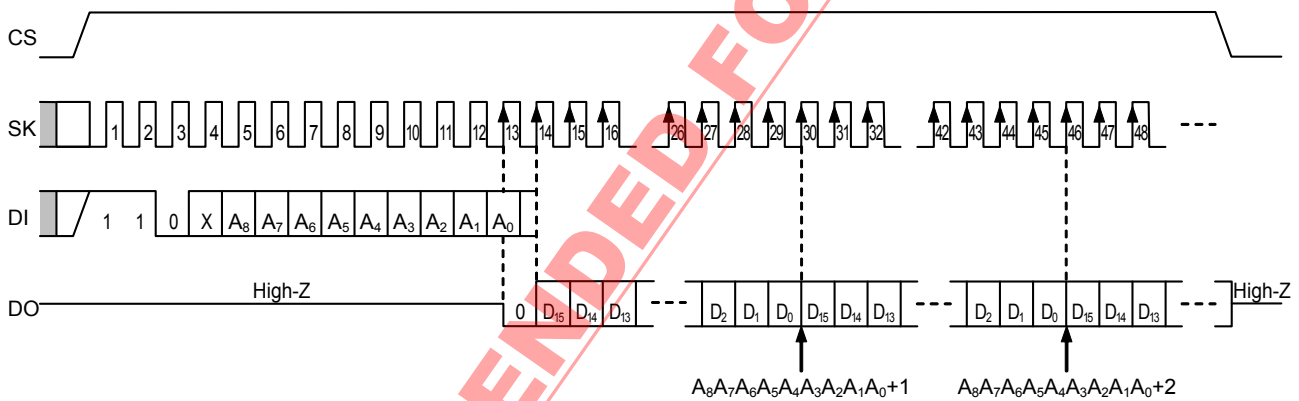 CS
SK 1 2 3 4 5 6 7 8 9 10 11 12 13 14 15 16 26 27 28 29 30 31 32 42 43 44 45 46 47 48
DI 1 1 0 X A₈ A₇ A₆ A₅ A₄ A₃ A₂ A₁ A₀
High-Z High-Z
DO 0 D₁₅ D₁₄ D₁₃ D₂ D₁ D₀ D₁₅ D₁₄ D₁₃ D₂ D₁ D₀ D₁₅ D₁₄ D₁₃
A₈A₇A₆A₅A₄A₃A₂A₁A₀+1 A₈A₇A₆A₅A₄A₃A₂A₁A₀+2
ENDED FO